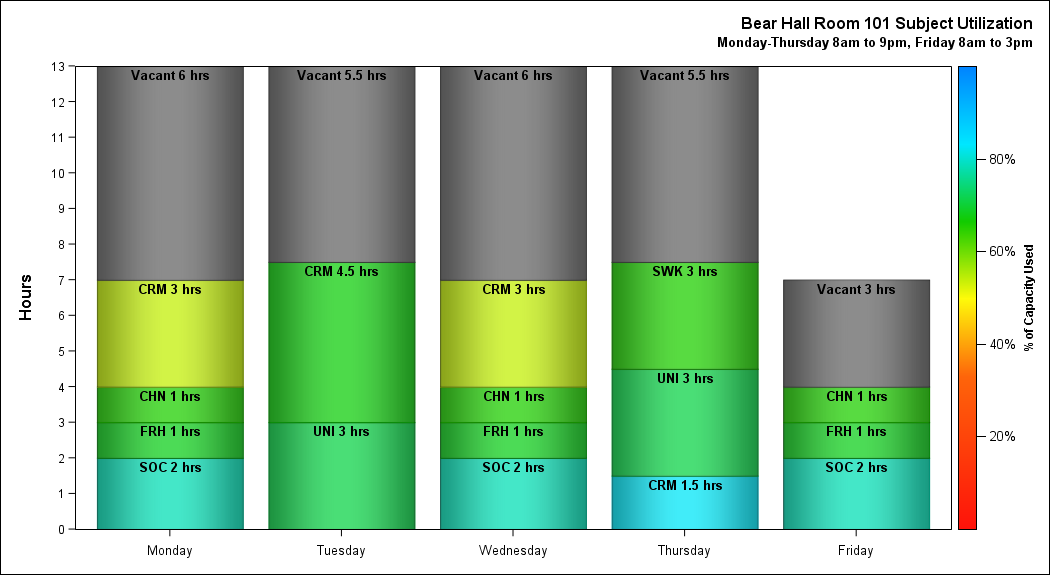 Bear Hall Room 101 Subject Utilization
Monday-Thursday 8am to 9pm, Friday 8am to 3pm
Hours
13
12
11
10
9
8
7
6
5
4
3
2
1
0
Vacant 6 hrs
CRM 3 hrs
CHN 1 hrs
FRH 1 hrs
SOC 2 hrs
Vacant 5.5 hrs
CRM 4.5 hrs
UNI 3 hrs
Vacant 6 hrs
CRM 3 hrs
CHN 1 hrs
FRH 1 hrs
SOC 2 hrs
Vacant 5.5 hrs
SWK 3 hrs
UNI 3 hrs
CRM 1.5 hrs
Vacant 3 hrs
CHN 1 hrs
FRH 1 hrs
SOC 2 hrs
Monday Tuesday Wednesday Thursday Friday
80%
60%
40%
20%
% of Capacity Used